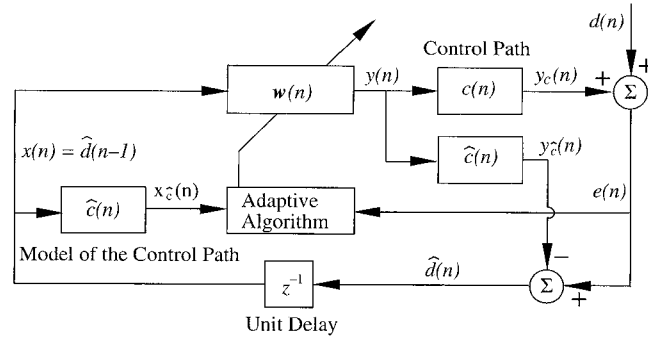 d(n)
Control Path
+
w(n)
y(n)
c(n)
y_c(n)
+
Σ
x(n) = d̂(n−1)
ĉ(n)
y_ĉ(n)
ĉ(n)
x_ĉ(n)
Adaptive
Algorithm
e(n)
Model of the Control Path
−
z⁻¹
d̂(n)
Σ
+
Unit Delay